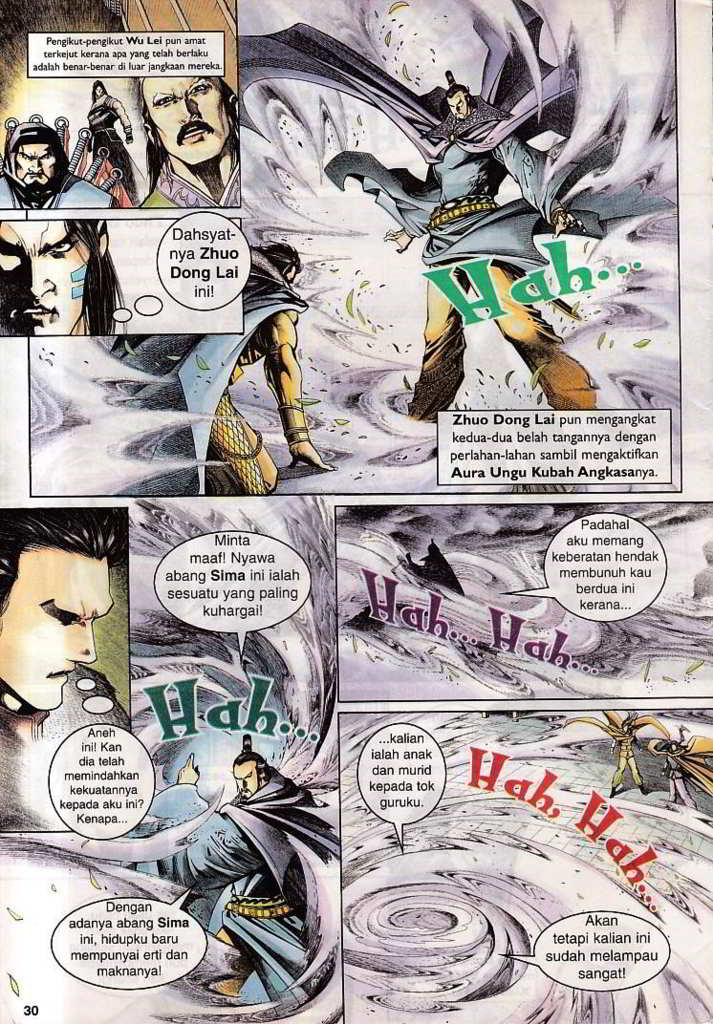 Pengikut-pengikut Wu Lei pun amat
terkejut kerana apa yang telah berlaku
adalah benar-benar di luar jangkaan mereka.
Dahsyat-
nya Zhuo
Dong Lai
ini!
Hah...
Zhuo Dong Lai pun mengangkat
kedua-dua belah tangannya dengan
perlahan-lahan sambil mengaktifkan
Aura Ungu Kubah Angkasanya.
Minta
maaf! Nyawa
abang Sima ini ialah
sesuatu yang paling
kuhargai!
Hah...
Aneh
ini! Kan
dia telah
memindahkan
kekuatannya
kepada aku ini?
Kenapa...
Dengan
adanya abang Sima
ini, hidupku baru
mempunyai erti dan
maknanya!
Padahal
aku memang
keberatan hendak
membunuh kau
berdua ini
kerana...
Hah... Hah...
...kalian
ialah anak
dan murid
kepada tok
guruku.
Hah, Hah...
Akan
tetapi kalian ini
sudah melampau
sangat!
30